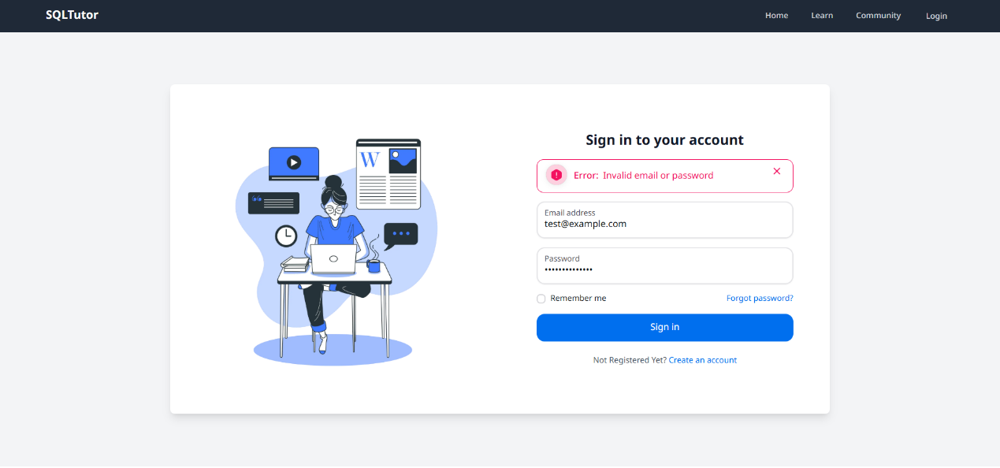 SQLTutor
Home
Learn
Community
Login
W
Sign in to your account
Error: Invalid email or password
Email address
test@example.com
Password
••••••••••••••
Remember me
Forgot password?
Sign in
Not Registered Yet? Create an account